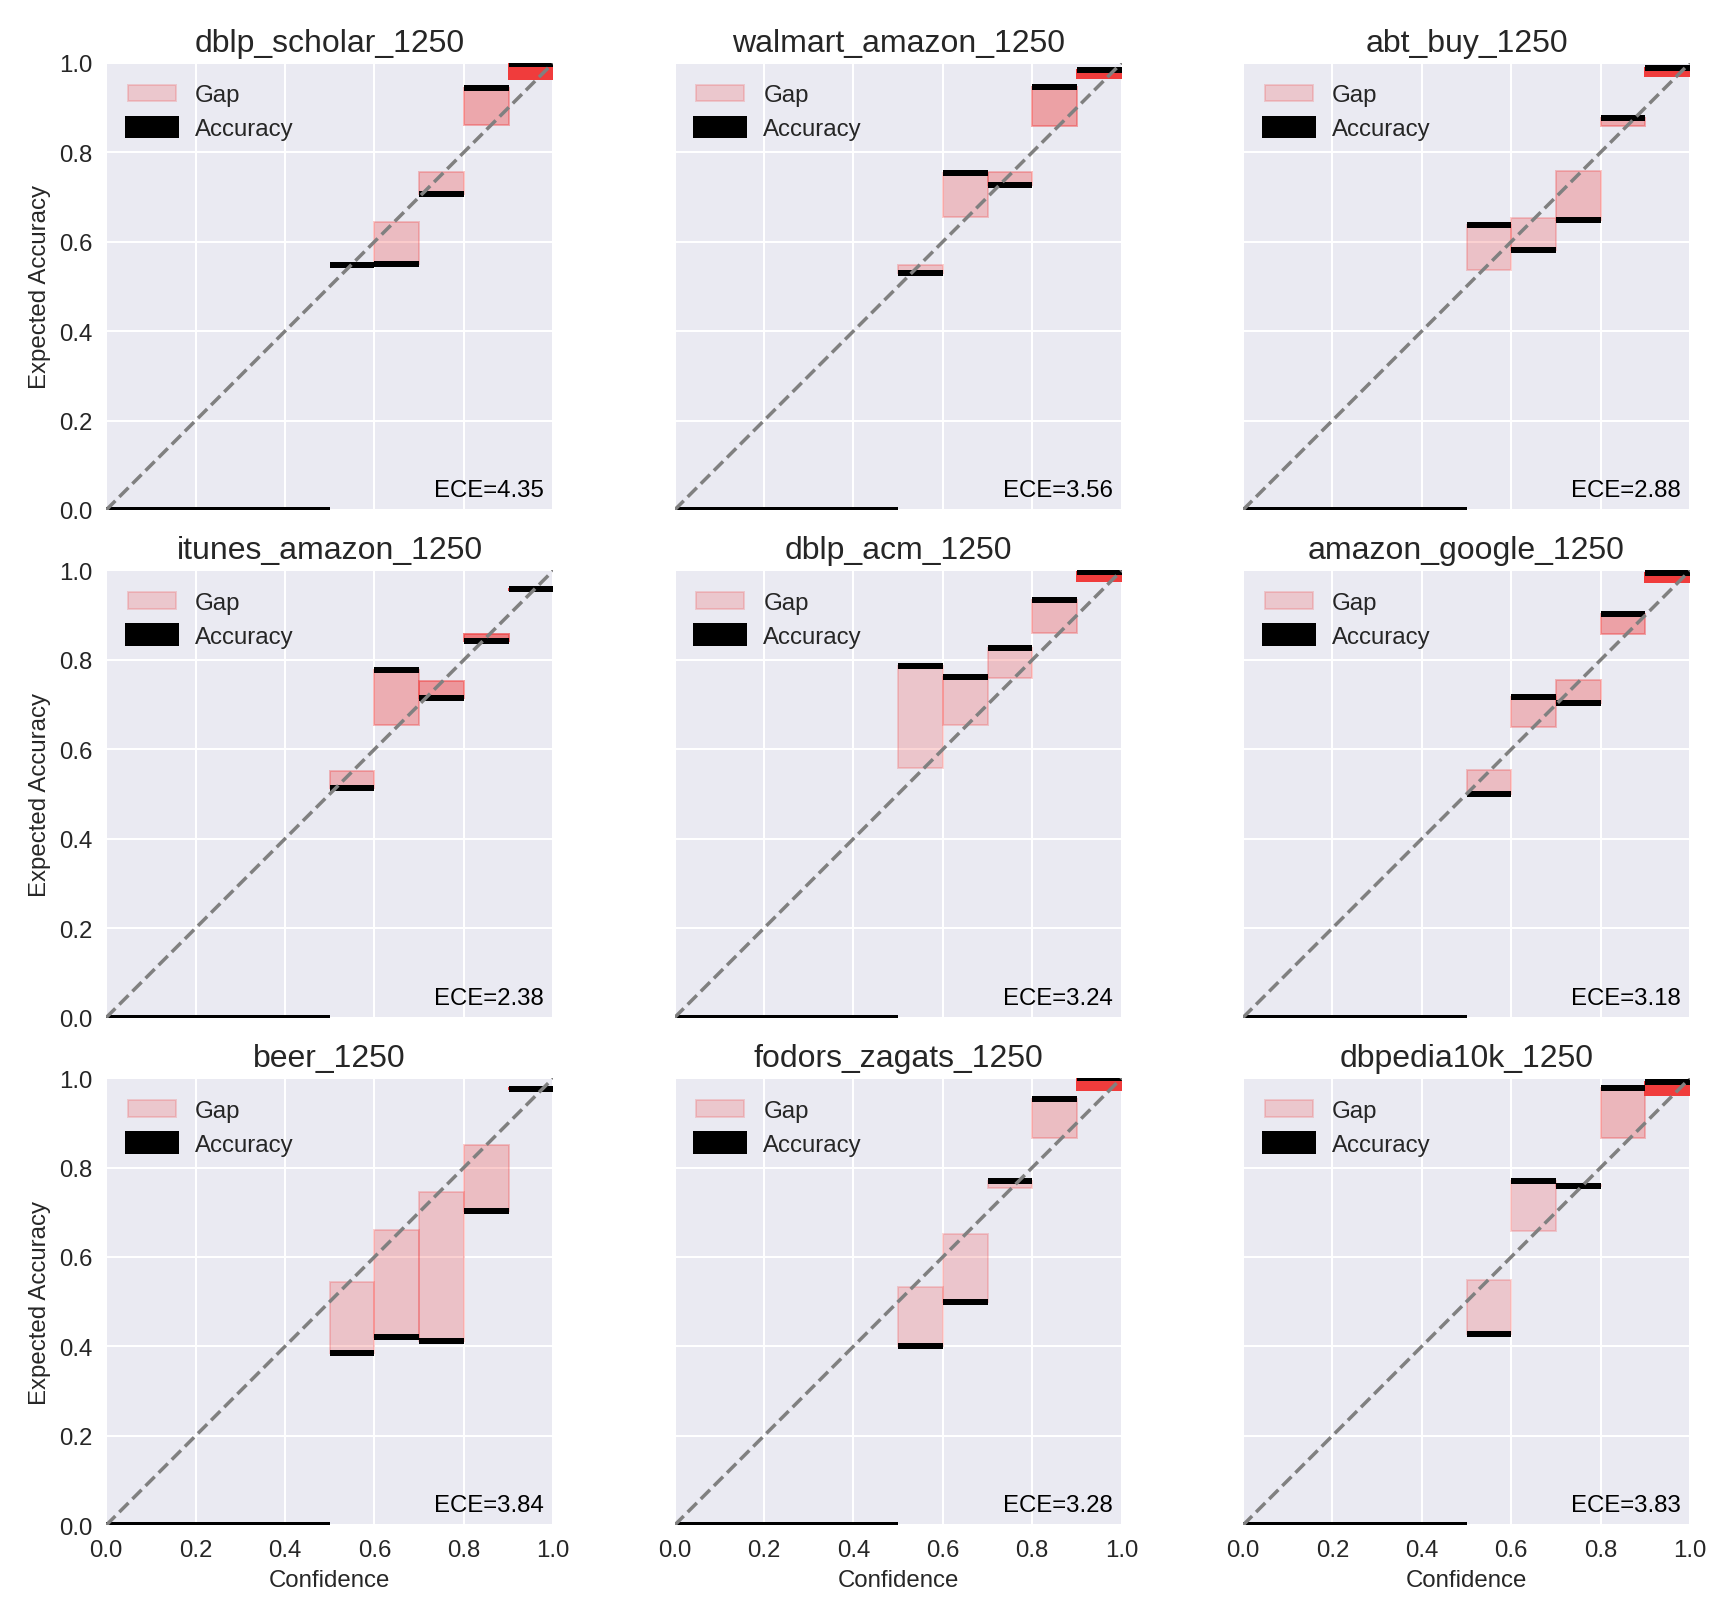 dblp_scholar_1250
walmart_amazon_1250
abt_buy_1250
1.0
0.8
0.6
0.4
0.2
0.0
Expected Accuracy
Gap
Accuracy
ECE=4.35
Gap
Accuracy
ECE=3.56
Gap
Accuracy
ECE=2.88
itunes_amazon_1250
dblp_acm_1250
amazon_google_1250
1.0
0.8
0.6
0.4
0.2
0.0
Expected Accuracy
Gap
Accuracy
ECE=2.38
Gap
Accuracy
ECE=3.24
Gap
Accuracy
ECE=3.18
beer_1250
fodors_zagats_1250
dbpedia10k_1250
1.0
0.8
0.6
0.4
0.2
0.0
Expected Accuracy
Gap
Accuracy
ECE=3.84
Gap
Accuracy
ECE=3.28
Gap
Accuracy
ECE=3.83
0.0 0.2 0.4 0.6 0.8 1.0
0.0 0.2 0.4 0.6 0.8 1.0
0.0 0.2 0.4 0.6 0.8 1.0
Confidence
Confidence
Confidence